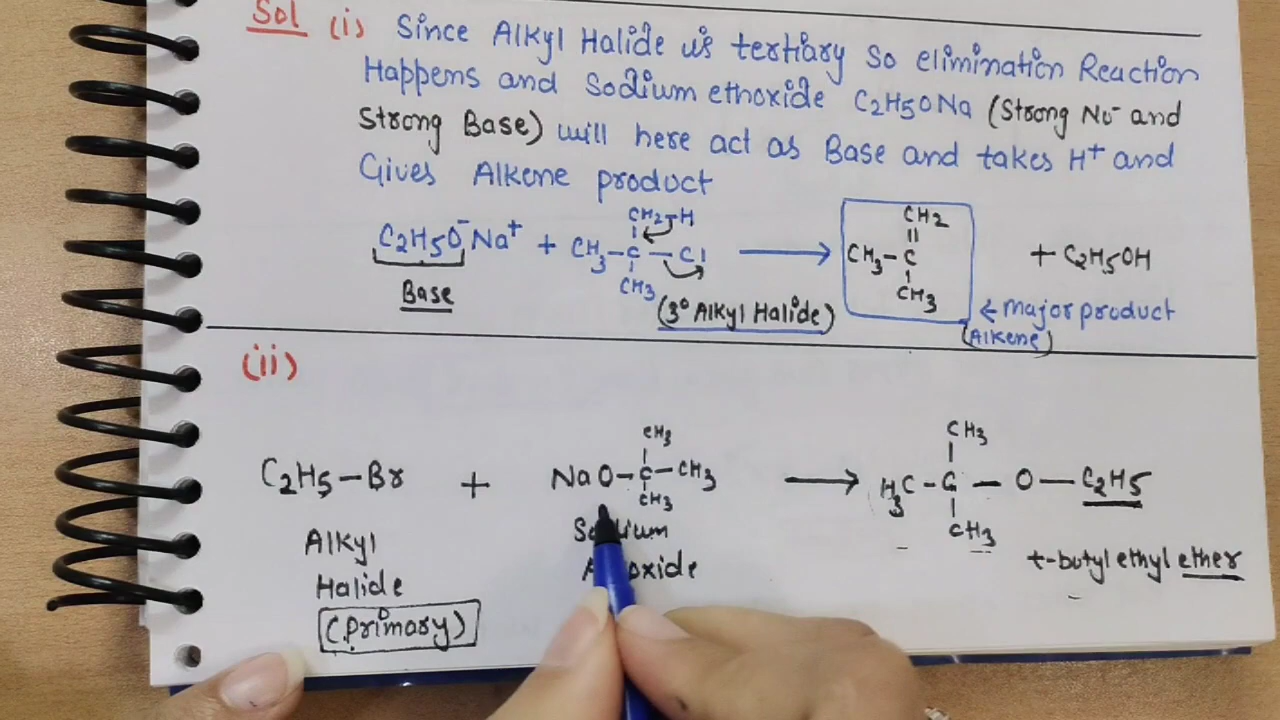 Sol (i) Since Alkyl Halide is tertiary so elimination Reaction
Happens and Sodium ethoxide C2H5ONa (Strong Nu- and
Strong Base) will here act as Base and takes H+ and
Gives Alkene product
CH2-H
CH2
C2H5O-Na+ + CH3-C-Cl ⟶ CH3-C + C2H5OH
CH3
CH3
Base
(3° Alkyl Halide)
← major product
(Alkene)
(ii)
CH3
CH3
C2H5-Br + NaO-C-CH3 ⟶ H3C-C-O-C2H5
CH3
CH3
Alkyl
Halide
(Primary)
t-butyl ethyl ether